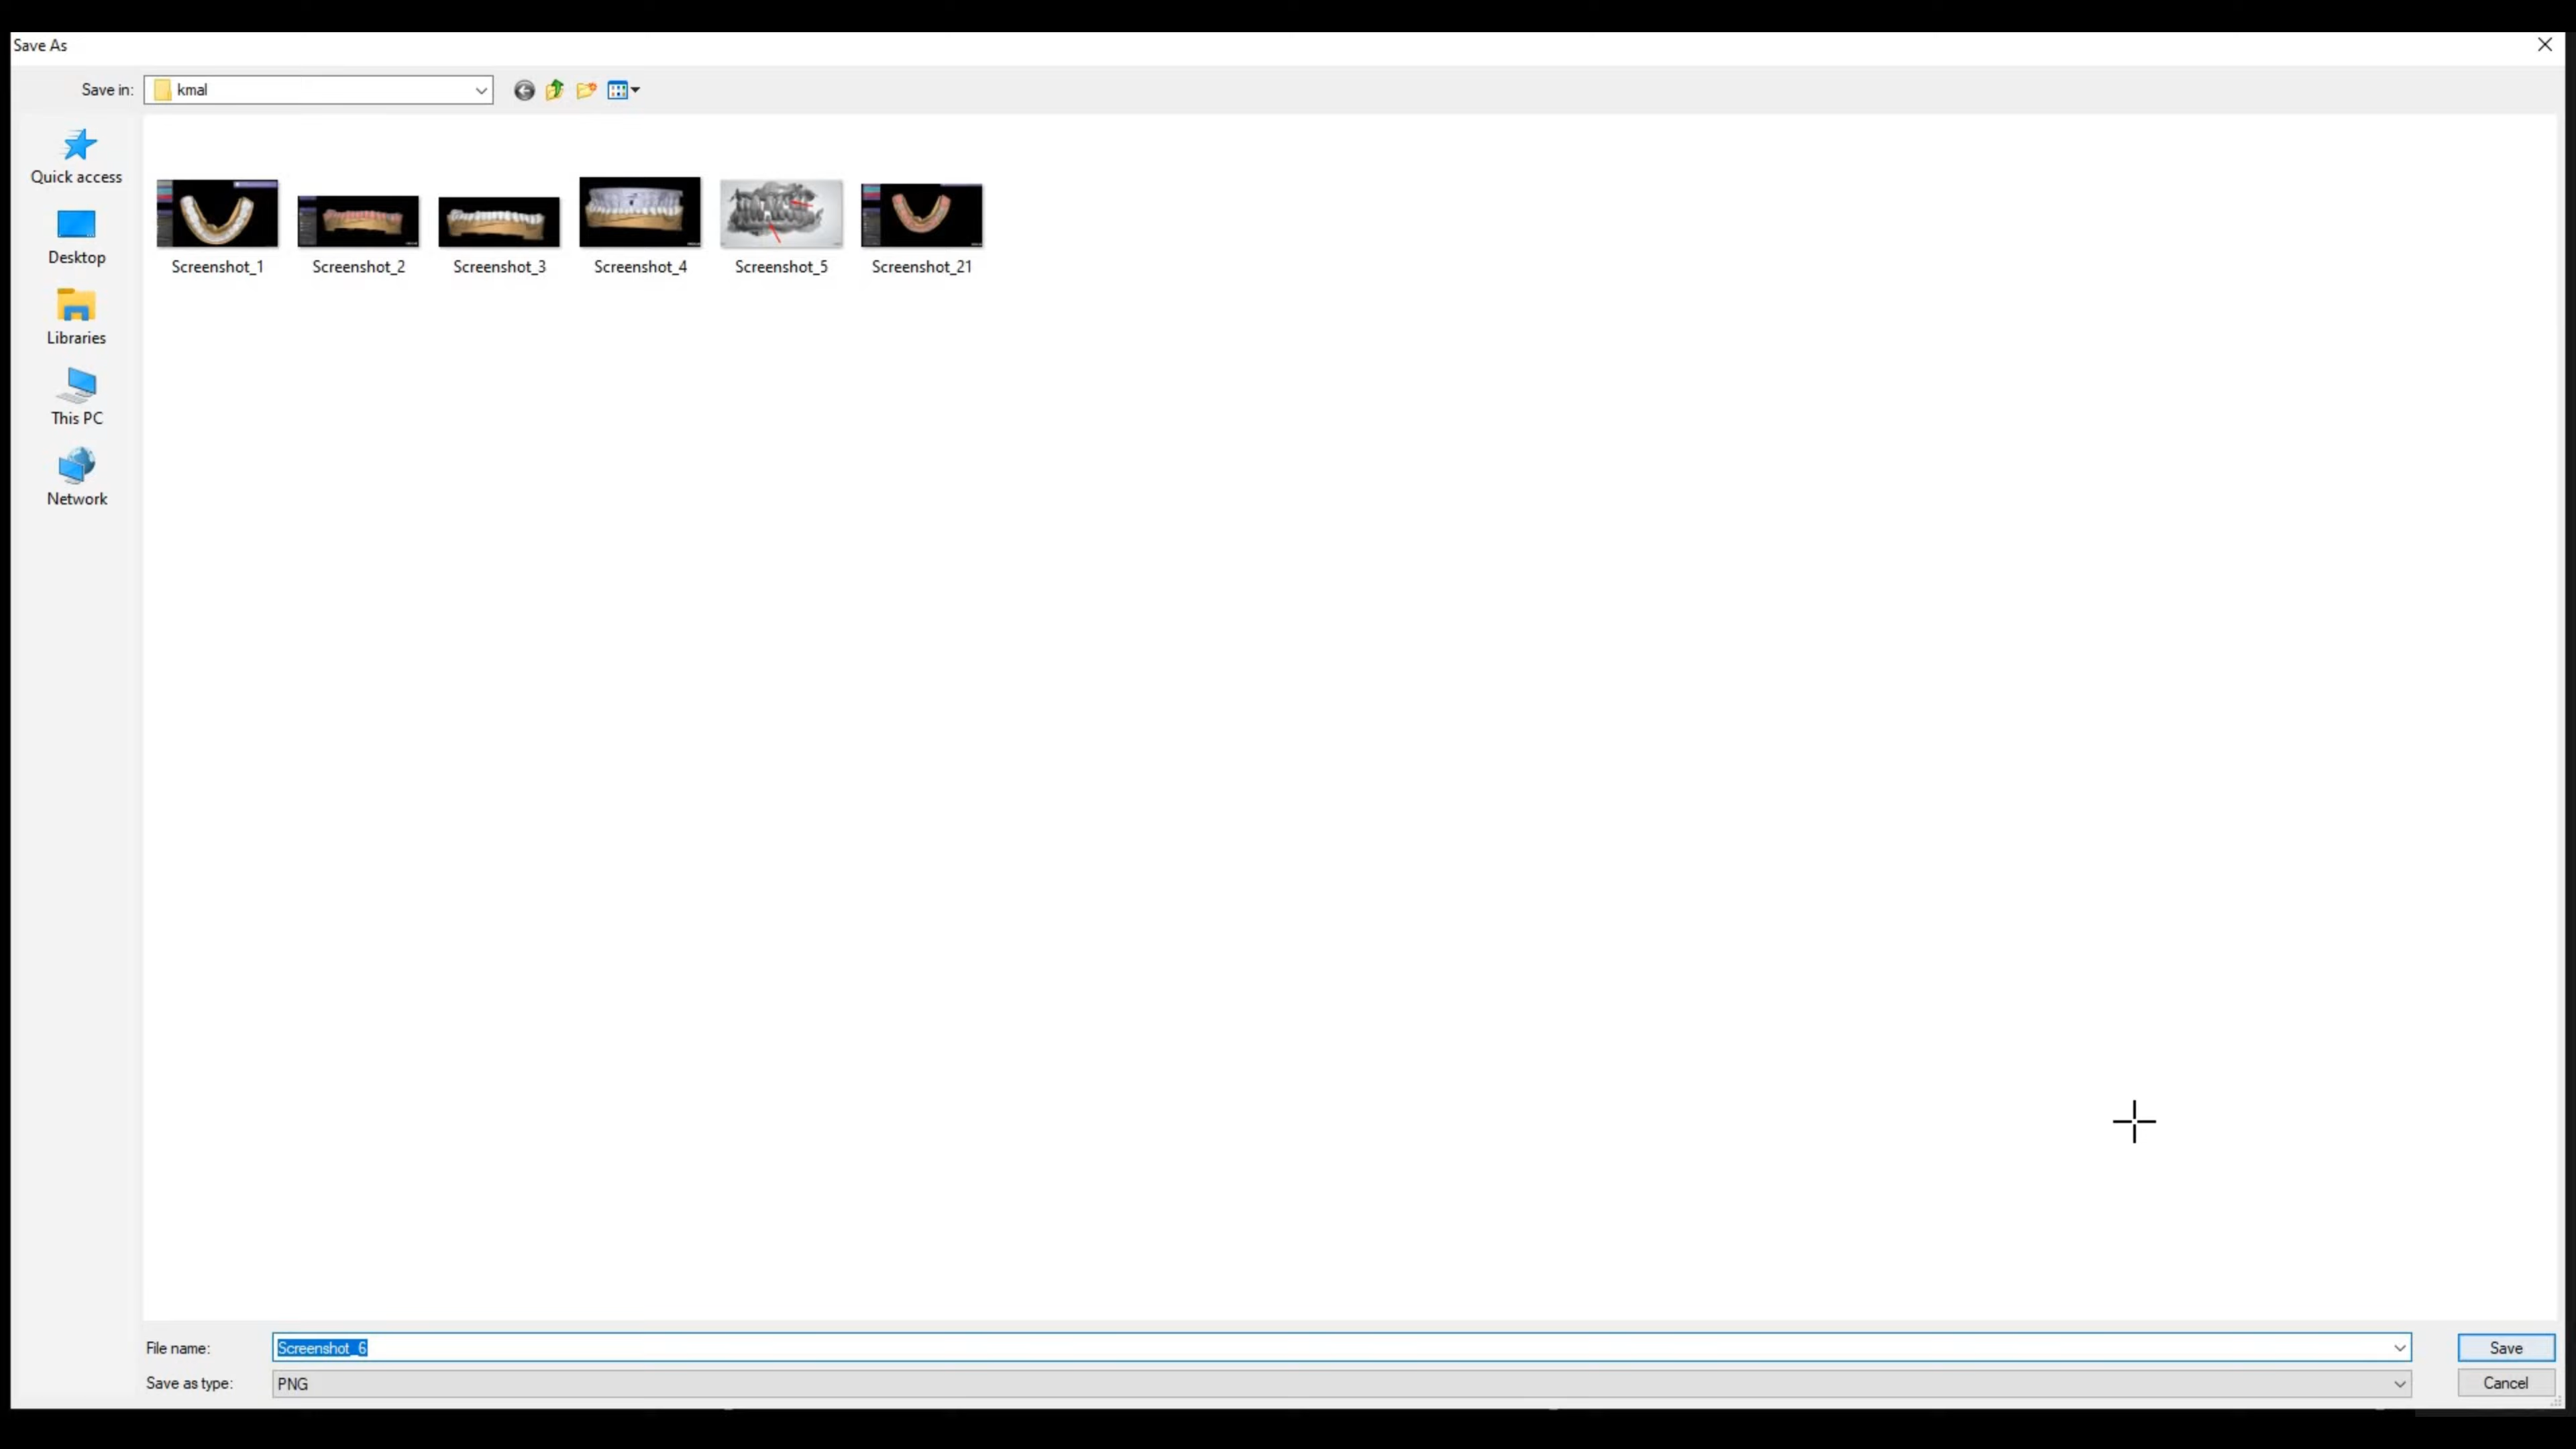 Save As
Save in: kmal
Quick access
Desktop
Libraries
This PC
Network
Screenshot_1 Screenshot_2 Screenshot_3 Screenshot_4 Screenshot_5 Screenshot_21
File name: Screenshot_6 Save
Save as type: PNG Cancel